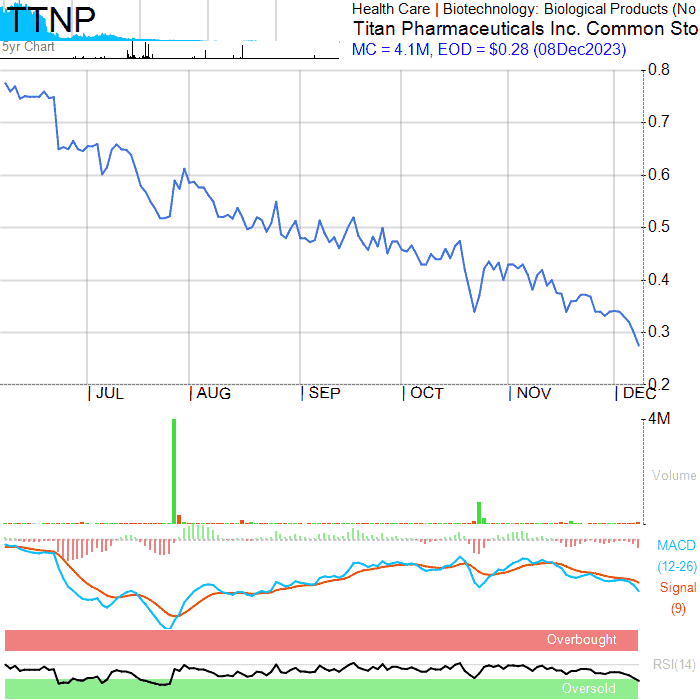 TTNP
5yr Chart
Health Care | Biotechnology: Biological Products (No
Titan Pharmaceuticals Inc. Common Sto
MC = 4.1M, EOD = $0.28 (08Dec2023)
0.8
0.7
0.6
0.5
0.4
0.3
0.2
JUL AUG SEP OCT NOV DEC
4M
Volume
MACD
(12-26)
Signal
(9)
Overbought
RSI(14)
Oversold